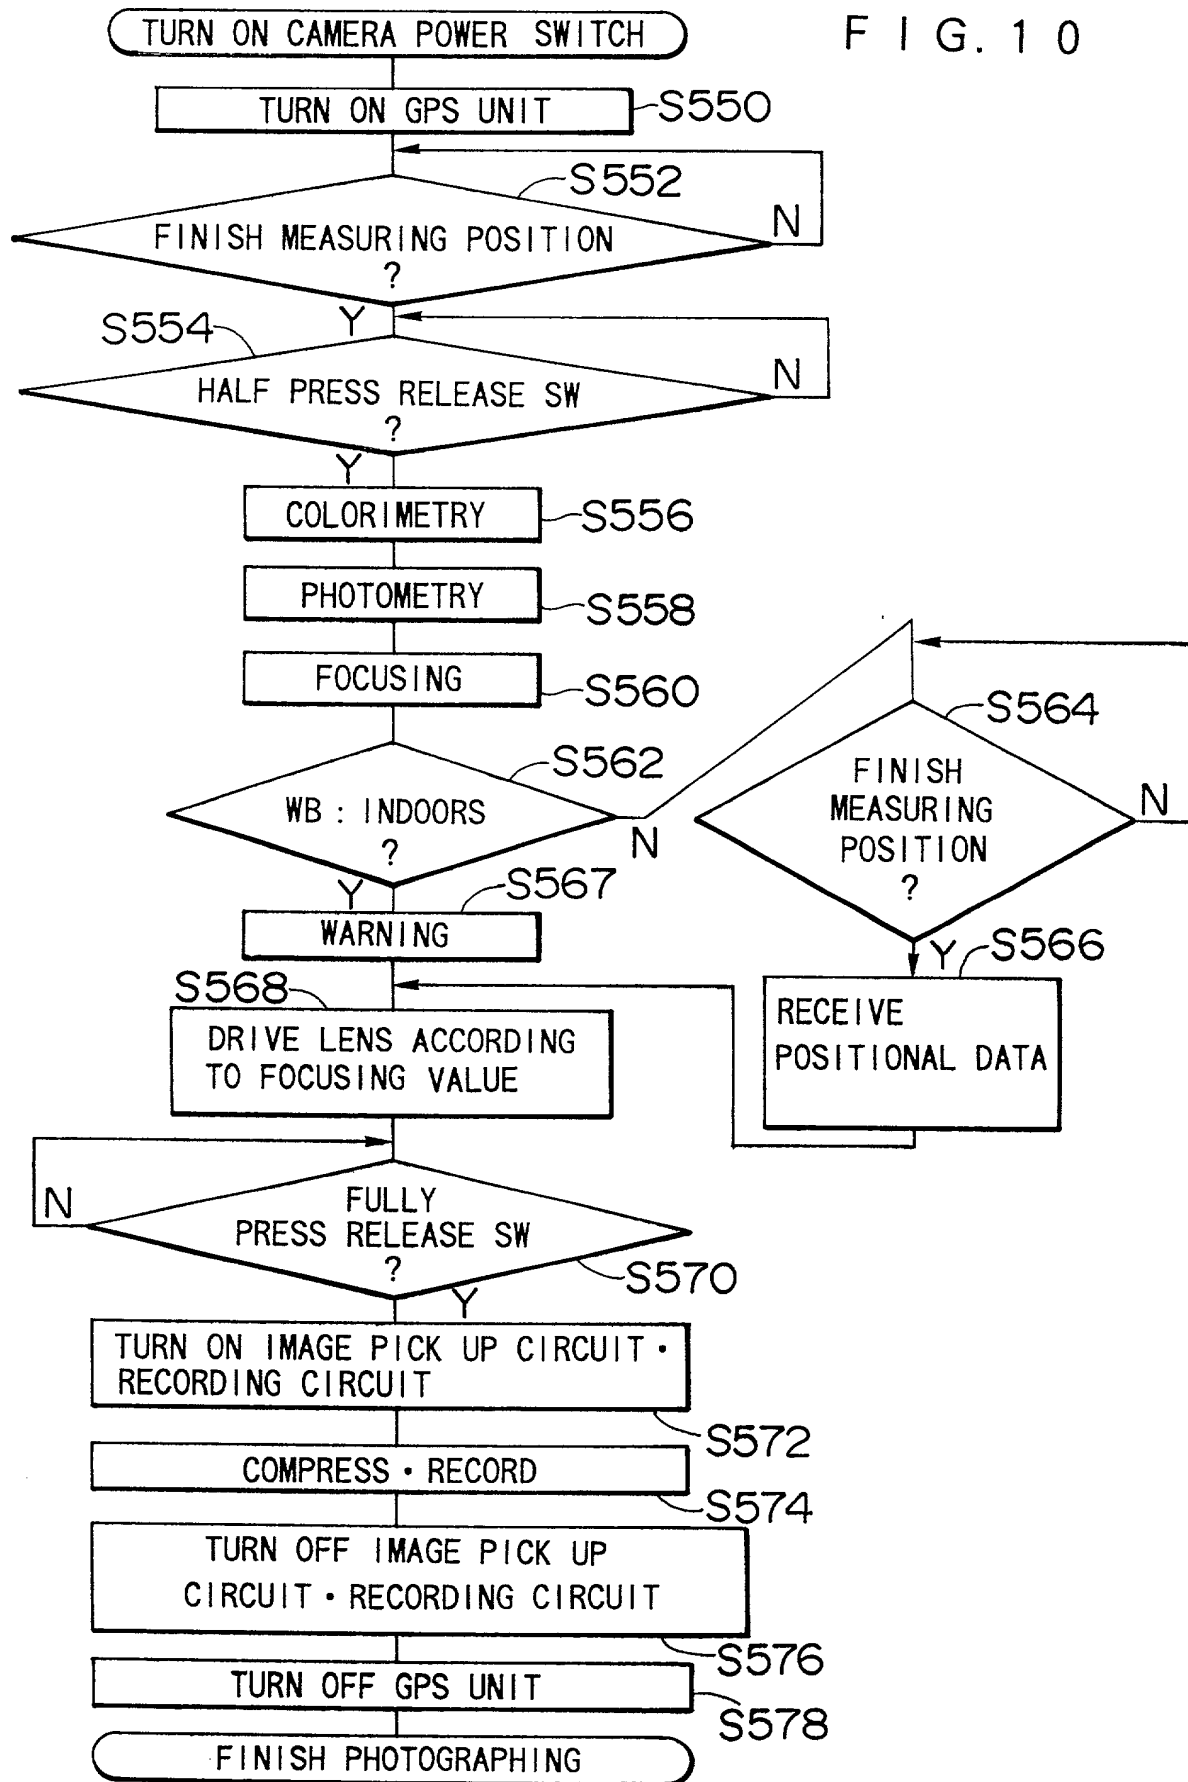 FIG. 10
TURN ON CAMERA POWER SWITCH
TURN ON GPS UNIT
S550
S552
FINISH MEASURING POSITION
?
N
Y
S554
HALF PRESS RELEASE SW
?
N
Y
COLORIMETRY
S556
PHOTOMETRY
S558
FOCUSING
S560
S562
WB : INDOORS
?
N
Y
S564
FINISH
MEASURING
POSITION
?
N
Y
S566
RECEIVE
POSITIONAL DATA
S567
WARNING
S568
DRIVE LENS ACCORDING
TO FOCUSING VALUE
N
FULLY
PRESS RELEASE SW
?
S570
Y
TURN ON IMAGE PICK UP CIRCUIT・
RECORDING CIRCUIT
S572
COMPRESS・RECORD
S574
TURN OFF IMAGE PICK UP
CIRCUIT・RECORDING CIRCUIT
S576
TURN OFF GPS UNIT
S578
FINISH PHOTOGRAPHING